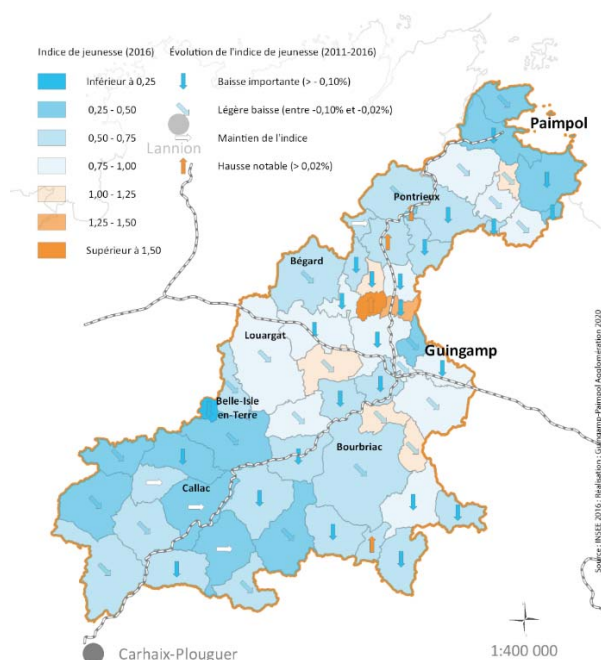 Indice de jeunesse (2016)
Inférieur à 0,25
0,25 - 0,50
0,50 - 0,75
0,75 - 1,00
1,00 - 1,25
1,25 - 1,50
Supérieur à 1,50
Évolution de l'indice de jeunesse (2011-2016)
Baisse importante (> - 0,10%)
Légère baisse (entre -0,10% et -0,02%)
Maintien de l'indice
Hausse notable (> 0,02%)
Lannion
Paimpol
Pontrieux
Bégard
Louargat
Guingamp
Belle-Isle
en-Terre
Bourbriac
Callac
Carhaix-Plouguer
1:400 000
Source : INSEE 2016 ; Réalisation : Guingamp-Paimpol Agglomération 2020